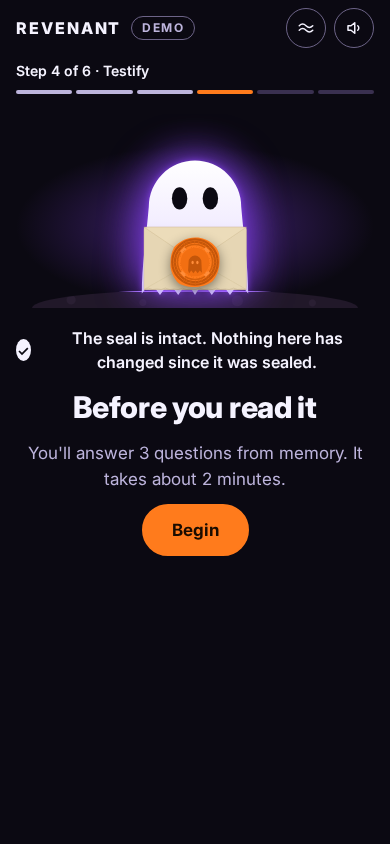 REVENANT DEMO
Step 4 of 6 · Testify
The seal is intact. Nothing here has
changed since it was sealed.
Before you read it
You'll answer 3 questions from memory. It
takes about 2 minutes.
Begin